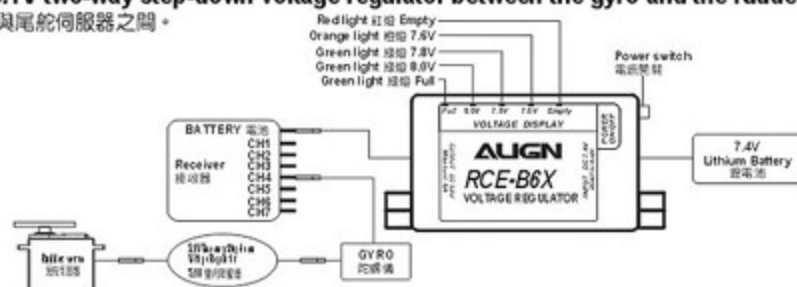 two-way step-down voltage regulator between the gyro and the
與尾舵伺服器之間。
Red light 紅燈 Empty
Orange light 橙燈 7.6V
Green light 綠燈 7.8V
Green light 綠燈 8.0V
Green light 綠燈 Full
Power switch
電源開關
Full 8.0V 7.8V 7.6V Empty
VOLTAGE DISPLAY
POWER
ON/OFF
ALIGN
RCE-B6X
VOLTAGE REGULATOR
7.4V
Lithium Battery
鋰電池
BATTERY 電池
Receiver
接收器
CH1
CH2
CH3
CH4
CH5
CH6
CH7
GYRO
陀螺儀